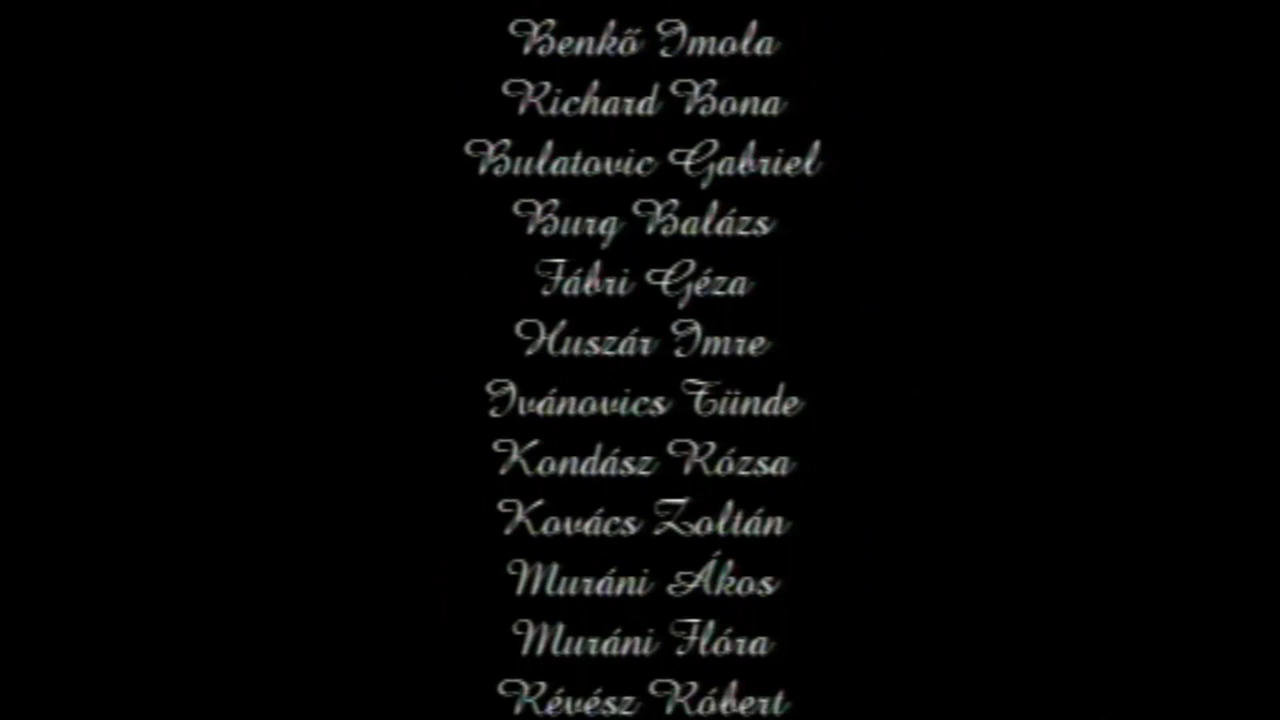 Benkő Imola
Richard Bona
Bulatovic Gabriel
Burg Balázs
Fábri Géza
Huszár Imre
Ivánovics Tünde
Kondász Rózsa
Kovács Zoltán
Muráni Ákos
Muráni Flóra
Révész Róbert